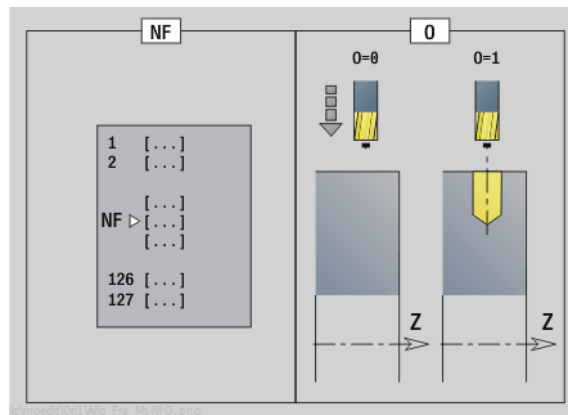 NF
O
O=0
O=1
1 [...]
2 [...]
[...]
NF [...]
[...]
126 [...]
127 [...]
Z
Z